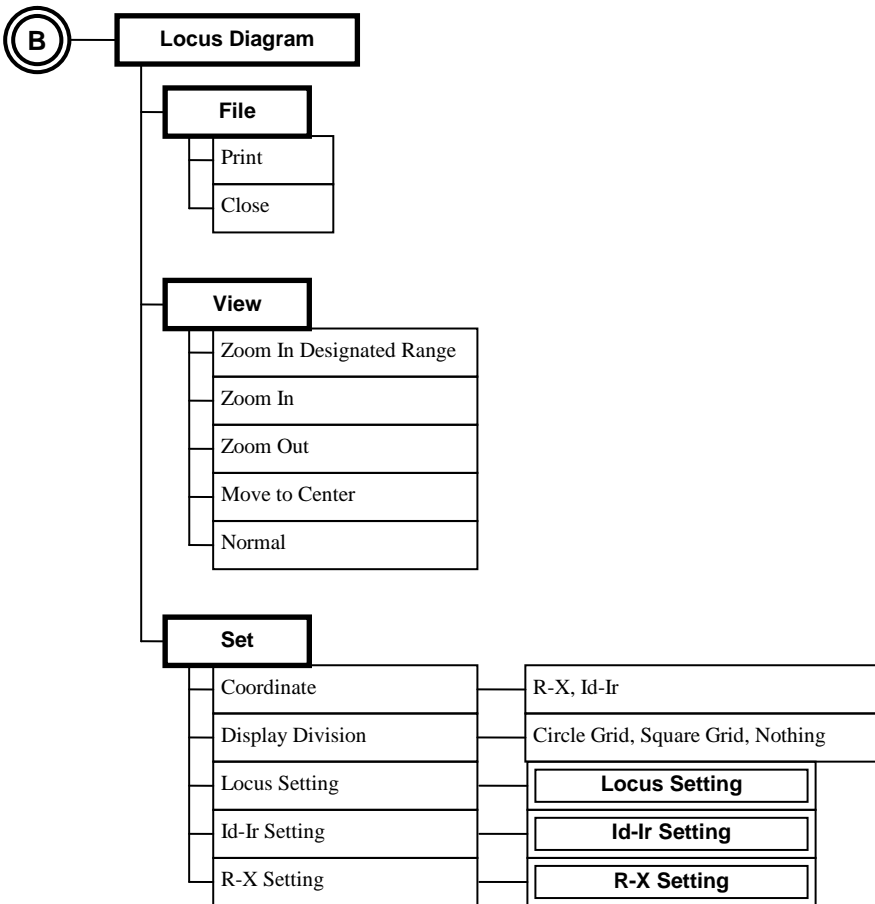 B Locus Diagram
File
Print
Close
View
Zoom In Designated Range
Zoom In
Zoom Out
Move to Center
Normal
Set
Coordinate R-X, Id-Ir
Display Division Circle Grid, Square Grid, Nothing
Locus Setting Locus Setting
Id-Ir Setting Id-Ir Setting
R-X Setting R-X Setting